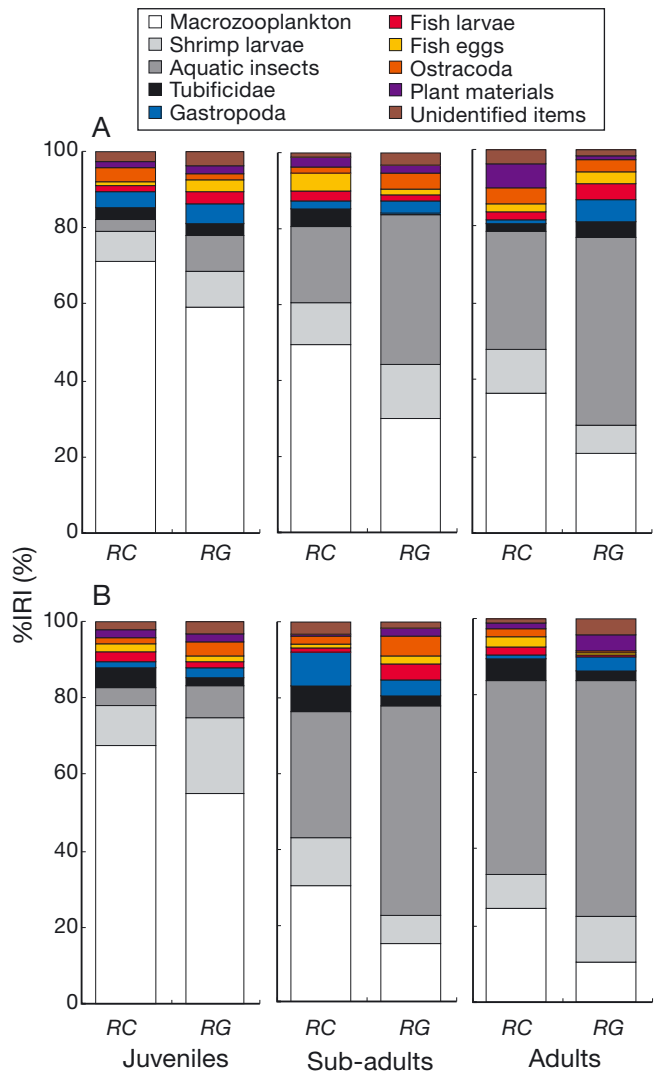 Macrozooplankton
Shrimp larvae
Aquatic insects
Tubificidae
Gastropoda
Fish larvae
Fish eggs
Ostracoda
Plant materials
Unidentified items
%IRI (%)
A
100
80
60
40
20
0
RC RG RC RG RC RG
B
100
80
60
40
20
0
RC RG RC RG RC RG
Juveniles Sub-adults Adults